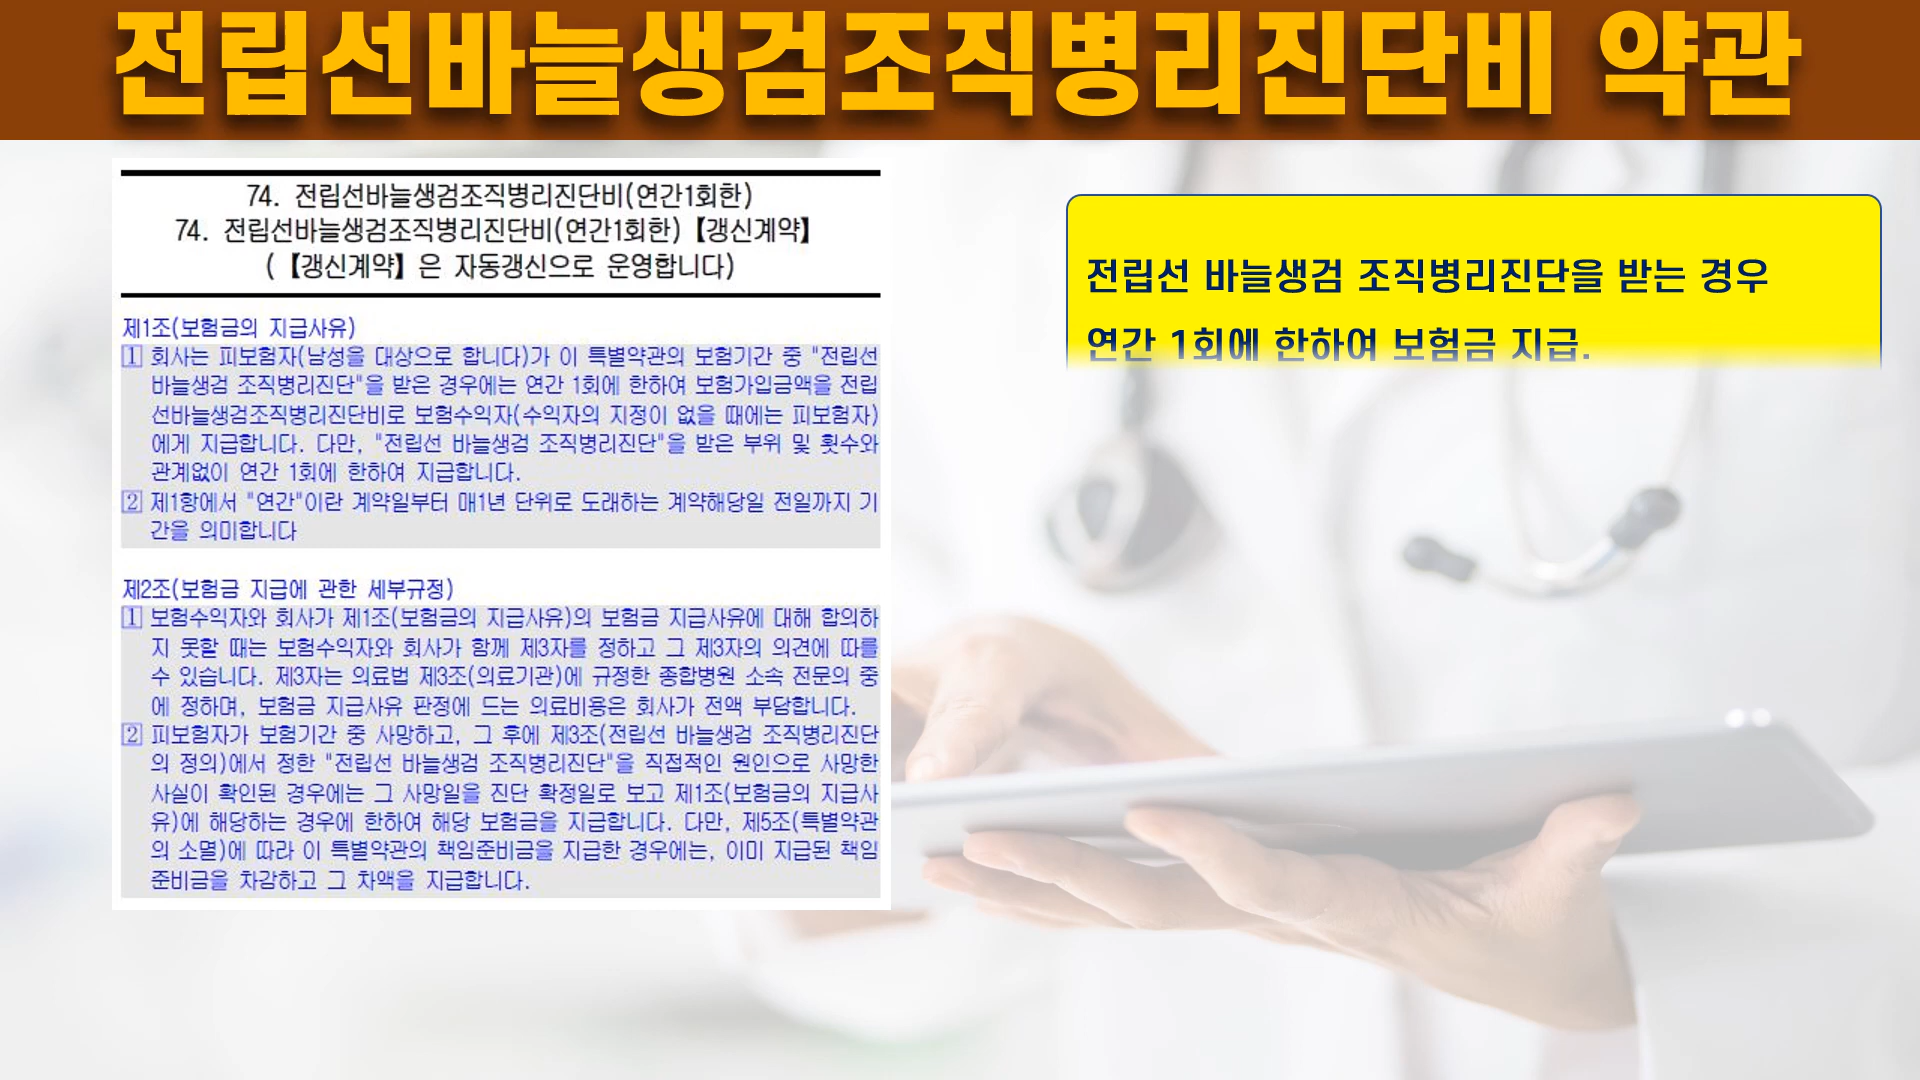 전립선바늘생검조직병리진단비 약관
74. 전립선바늘생검조직병리진단비(연간1회한)
74. 전립선바늘생검조직병리진단비(연간1회한)【갱신계약】
(【갱신계약】은 자동갱신으로 운영합니다)
제1조(보험금의 지급사유)
1 회사는 피보험자(남성을 대상으로 합니다)가 이 특별약관의 보험기간 중 "전립선
바늘생검 조직병리진단"을 받은 경우에는 연간 1회에 한하여 보험가입금액을 전립
선바늘생검조직병리진단비로 보험수익자(수익자의 지정이 없을 때에는 피보험자)
에게 지급합니다. 다만, "전립선 바늘생검 조직병리진단"을 받은 부위 및 횟수와
관계없이 연간 1회에 한하여 지급합니다.
2 제1항에서 "연간"이란 계약일부터 매1년 단위로 도래하는 계약해당일 전일까지 기
간을 의미합니다
제2조(보험금 지급에 관한 세부규정)
1 보험수익자와 회사가 제1조(보험금의 지급사유)의 보험금 지급사유에 대해 합의하
지 못할 때는 보험수익자와 회사가 함께 제3자를 정하고 그 제3자의 의견에 따를
수 있습니다. 제3자는 의료법 제3조(의료기관)에 규정한 종합병원 소속 전문의 중
에 정하며, 보험금 지급사유 판정에 드는 의료비용은 회사가 전액 부담합니다.
2 피보험자가 보험기간 중 사망하고, 그 후에 제3조(전립선 바늘생검 조직병리진단
의 정의)에서 정한 "전립선 바늘생검 조직병리진단"을 직접적인 원인으로 사망한
사실이 확인된 경우에는 그 사망일을 진단 확정일로 보고 제1조(보험금의 지급사
유)에 해당하는 경우에 한하여 해당 보험금을 지급합니다. 다만, 제5조(특별약관
의 소멸)에 따라 이 특별약관의 책임준비금을 지급한 경우에는, 이미 지급된 책임
준비금을 차감하고 그 차액을 지급합니다.
전립선 바늘생검 조직병리진단을 받는 경우
연간 1회에 한하여 보험금 지급.